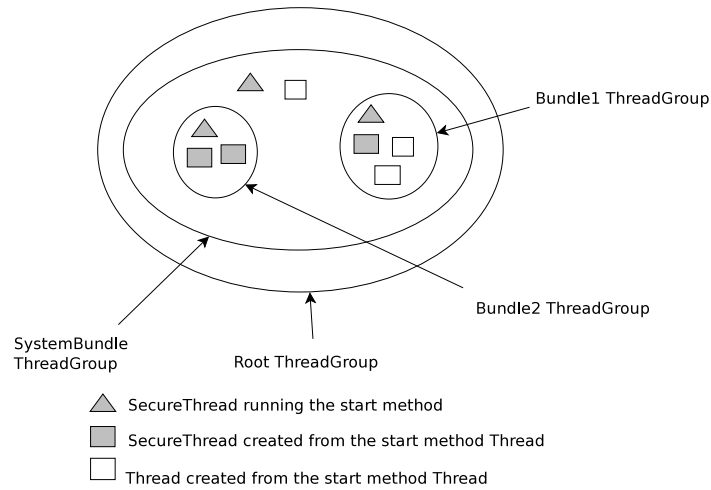 Bundle1 ThreadGroup
Bundle2 ThreadGroup
SystemBundle
ThreadGroup
Root ThreadGroup
SecureThread running the start method
SecureThread created from the start method Thread
Thread created from the start method Thread